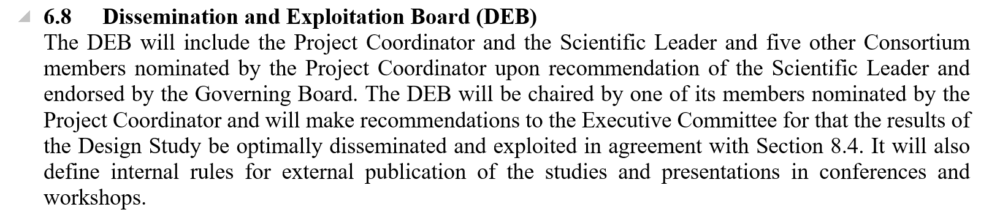 6.8 Dissemination and Exploitation Board (DEB)
The DEB will include the Project Coordinator and the Scientific Leader and five other Consortium
members nominated by the Project Coordinator upon recommendation of the Scientific Leader and
endorsed by the Governing Board. The DEB will be chaired by one of its members nominated by the
Project Coordinator and will make recommendations to the Executive Committee for that the results of
the Design Study be optimally disseminated and exploited in agreement with Section 8.4. It will also
define internal rules for external publication of the studies and presentations in conferences and
workshops.